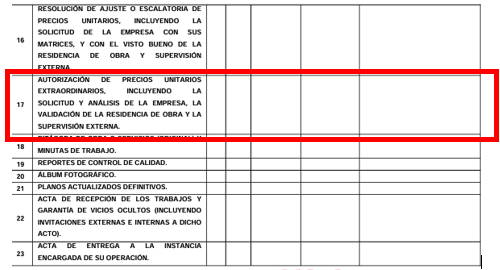 RESOLUCIÓN DE AJUSTE O ESCALATORIA DE
PRECIOS UNITARIOS, INCLUYENDO LA
SOLICITUD DE LA EMPRESA CON SUS
16 MATRICES, Y CON EL VISTO BUENO DE LA
RESIDENCIA DE OBRA Y SUPERVISIÓN
EXTERNA.
AUTORIZACIÓN DE PRECIOS UNITARIOS
EXTRAORDINARIOS, INCLUYENDO LA
17 SOLICITUD Y ANÁLISIS DE LA EMPRESA, LA
VALIDACIÓN DE LA RESIDENCIA DE OBRA Y LA
SUPERVISIÓN EXTERNA.
18 MINUTAS DE TRABAJO.
19 REPORTES DE CONTROL DE CALIDAD.
20 ÁLBUM FOTOGRÁFICO.
21 PLANOS ACTUALIZADOS DEFINITIVOS.
ACTA DE RECEPCIÓN DE LOS TRABAJOS Y
22 GARANTÍA DE VICIOS OCULTOS (INCLUYENDO
INVITACIONES EXTERNAS E INTERNAS A DICHO
ACTO).
23 ACTA DE ENTREGA A LA INSTANCIA
ENCARGADA DE SU OPERACIÓN.